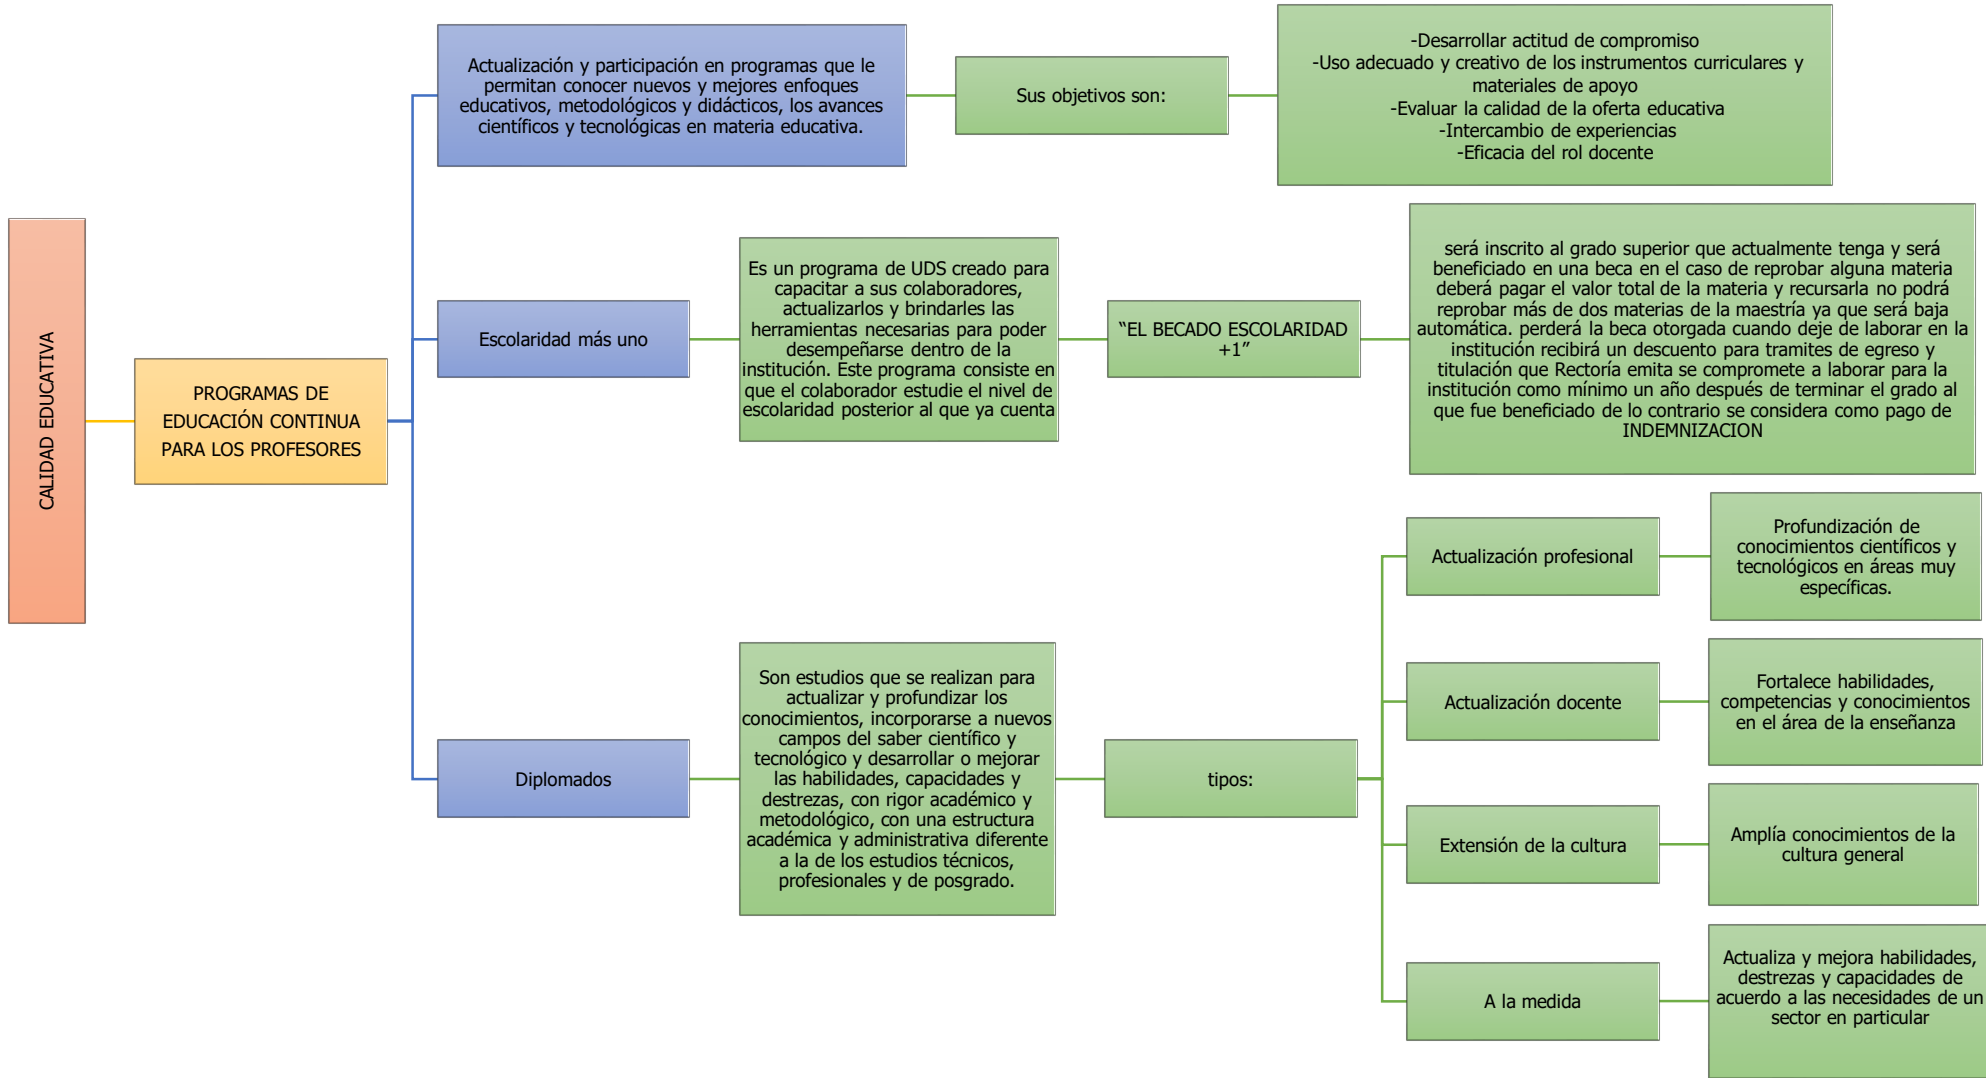 CALIDAD EDUCATIVA
PROGRAMAS DE
EDUCACIÓN CONTINUA
PARA LOS PROFESORES
Actualización y participación en programas que le
permitan conocer nuevos y mejores enfoques
educativos, metodológicos y didácticos, los avances
científicos y tecnológicas en materia educativa.
Sus objetivos son:
-Desarrollar actitud de compromiso
-Uso adecuado y creativo de los instrumentos curriculares y
materiales de apoyo
-Evaluar la calidad de la oferta educativa
-Intercambio de experiencias
-Eficacia del rol docente
Escolaridad más uno
Es un programa de UDS creado para
capacitar a sus colaboradores,
actualizarlos y brindarles las
herramientas necesarias para poder
desempeñarse dentro de la
institución. Este programa consiste en
que el colaborador estudie el nivel de
escolaridad posterior al que ya cuenta
“EL BECADO ESCOLARIDAD
+1”
será inscrito al grado superior que actualmente tenga y será
beneficiado en una beca en el caso de reprobar alguna materia
deberá pagar el valor total de la materia y recursarla no podrá
reprobar más de dos materias de la maestría ya que será baja
automática. perderá la beca otorgada cuando deje de laborar en la
institución recibirá un descuento para tramites de egreso y
titulación que Rectoría emita se compromete a laborar para la
institución como mínimo un año después de terminar el grado al
que fue beneficiado de lo contrario se considera como pago de
INDEMNIZACION
Diplomados
Son estudios que se realizan para
actualizar y profundizar los
conocimientos, incorporarse a nuevos
campos del saber científico y
tecnológico y desarrollar o mejorar
las habilidades, capacidades y
destrezas, con rigor académico y
metodológico, con una estructura
académica y administrativa diferente
a la de los estudios técnicos,
profesionales y de posgrado.
tipos:
Actualización profesional
Profundización de
conocimientos científicos y
tecnológicos en áreas muy
específicas.
Actualización docente
Fortalece habilidades,
competencias y conocimientos
en el área de la enseñanza
Extensión de la cultura
Amplía conocimientos de la
cultura general
A la medida
Actualiza y mejora habilidades,
destrezas y capacidades de
acuerdo a las necesidades de un
sector en particular